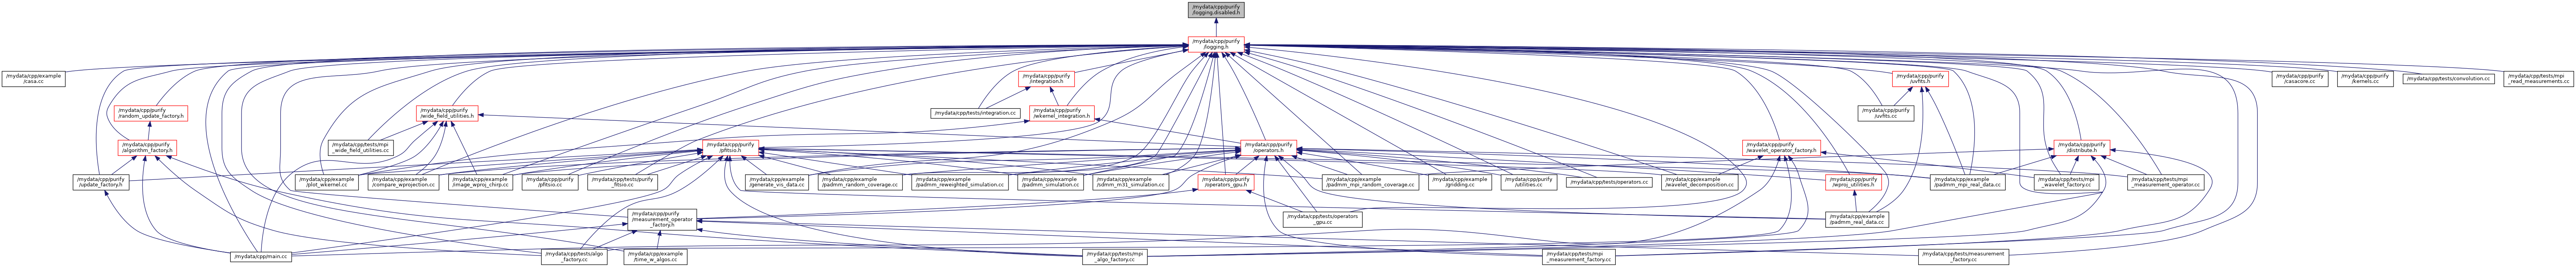 /mydata/cpp/purify
/logging.disabled.h
/mydata/cpp/purify
/logging.h
/mydata/cpp/example
/casa.cc
/mydata/cpp/purify
/integration.h
/mydata/cpp/purify
/uvfits.h
/mydata/cpp/purify
/casacore.cc
/mydata/cpp/purify
/kernels.cc
/mydata/cpp/tests/convolution.cc
/mydata/cpp/tests/mpi
_read_measurements.cc
/mydata/cpp/purify
/random_update_factory.h
/mydata/cpp/purify
/wide_field_utilities.h
/mydata/cpp/tests/integration.cc
/mydata/cpp/purify
/wkernel_integration.h
/mydata/cpp/purify
/uvfits.cc
/mydata/cpp/purify
/algorithm_factory.h
/mydata/cpp/tests/mpi
_wide_field_utilities.cc
/mydata/cpp/purify
/pfitsio.h
/mydata/cpp/purify
/operators.h
/mydata/cpp/purify
/wavelet_operator_factory.h
/mydata/cpp/purify
/distribute.h
/mydata/cpp/purify
/update_factory.h
/mydata/cpp/example
/plot_wkernel.cc
/mydata/cpp/example
/compare_wprojection.cc
/mydata/cpp/example
/image_wproj_chirp.cc
/mydata/cpp/purify
/pfitsio.cc
/mydata/cpp/tests/purify
_fitsio.cc
/mydata/cpp/example
/generate_vis_data.cc
/mydata/cpp/example
/padmm_random_coverage.cc
/mydata/cpp/example
/padmm_reweighted_simulation.cc
/mydata/cpp/example
/padmm_simulation.cc
/mydata/cpp/example
/sdmm_m31_simulation.cc
/mydata/cpp/purify
/operators_gpu.h
/mydata/cpp/example
/padmm_mpi_random_coverage.cc
/mydata/cpp/example
/gridding.cc
/mydata/cpp/purify
/utilities.cc
/mydata/cpp/tests/operators.cc
/mydata/cpp/example
/wavelet_decomposition.cc
/mydata/cpp/purify
/wproj_utilities.h
/mydata/cpp/example
/padmm_mpi_real_data.cc
/mydata/cpp/tests/mpi
_wavelet_factory.cc
/mydata/cpp/tests/mpi
_measurement_operator.cc
/mydata/cpp/purify
/measurement_operator
_factory.h
/mydata/cpp/tests/operators
_gpu.cc
/mydata/cpp/example
/padmm_real_data.cc
/mydata/cpp/main.cc
/mydata/cpp/tests/algo
_factory.cc
/mydata/cpp/example
/time_w_algos.cc
/mydata/cpp/tests/mpi
_algo_factory.cc
/mydata/cpp/tests/mpi
_measurement_factory.cc
/mydata/cpp/tests/measurement
_factory.cc